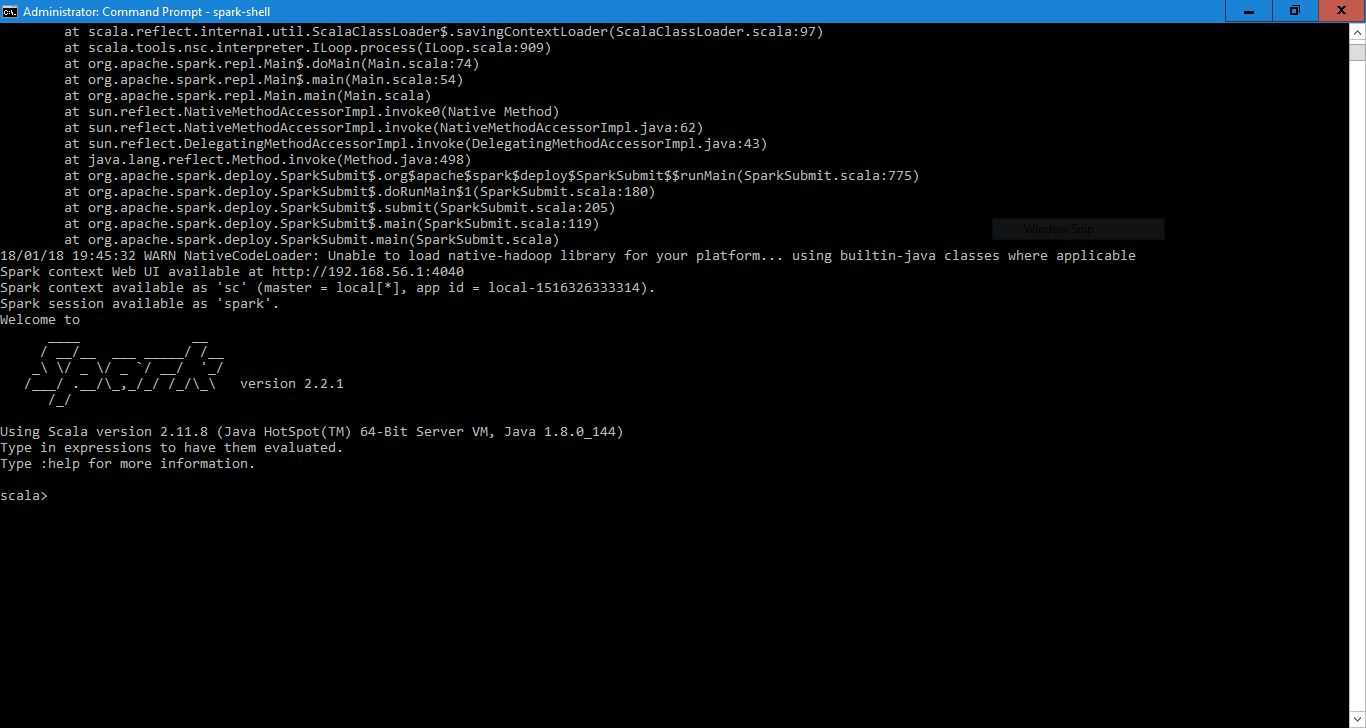 Administrator: Command Prompt - spark-shell
        at scala.reflect.internal.util.ScalaClassLoader$.savingContextLoader(ScalaClassLoader.scala:97)
        at scala.tools.nsc.interpreter.ILoop.process(ILoop.scala:909)
        at org.apache.spark.repl.Main$.doMain(Main.scala:74)
        at org.apache.spark.repl.Main$.main(Main.scala:54)
        at org.apache.spark.repl.Main.main(Main.scala)
        at sun.reflect.NativeMethodAccessorImpl.invoke0(Native Method)
        at sun.reflect.NativeMethodAccessorImpl.invoke(NativeMethodAccessorImpl.java:62)
        at sun.reflect.DelegatingMethodAccessorImpl.invoke(DelegatingMethodAccessorImpl.java:43)
        at java.lang.reflect.Method.invoke(Method.java:498)
        at org.apache.spark.deploy.SparkSubmit$.org$apache$spark$deploy$SparkSubmit$$runMain(SparkSubmit.scala:775)
        at org.apache.spark.deploy.SparkSubmit$.doRunMain$1(SparkSubmit.scala:180)
        at org.apache.spark.deploy.SparkSubmit$.submit(SparkSubmit.scala:205)
        at org.apache.spark.deploy.SparkSubmit$.main(SparkSubmit.scala:119)
Window Snip
        at org.apache.spark.deploy.SparkSubmit.main(SparkSubmit.scala)
18/01/18 19:45:32 WARN NativeCodeLoader: Unable to load native-hadoop library for your platform... using builtin-java classes where applicable
Spark context Web UI available at http://192.168.56.1:4040
Spark context available as 'sc' (master = local[*], app id = local-1516326333314).
Spark session available as 'spark'.
Welcome to
      ____              __
     / __/__  ___ _____/ /__
    _\ \/ _ \/ _ `/ __/  '_/
   /___/ .__/\_,_/_/ /_/\_\   version 2.2.1
      /_/
Using Scala version 2.11.8 (Java HotSpot(TM) 64-Bit Server VM, Java 1.8.0_144)
Type in expressions to have them evaluated.
Type :help for more information.
scala>